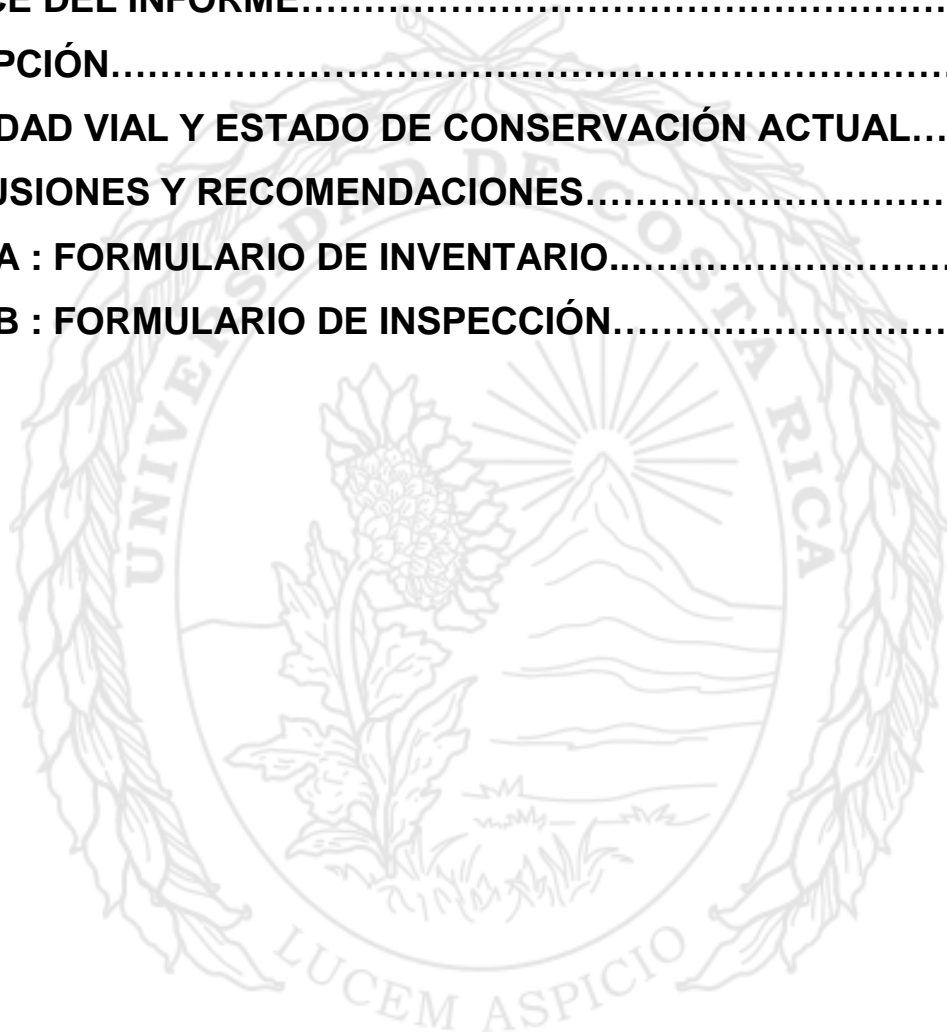 CE DEL INFORME……………………………………………
PCIÓN……………………………………………………………
DAD VIAL Y ESTADO DE CONSERVACIÓN ACTUAL…
USIONES Y RECOMENDACIONES…………………………
A : FORMULARIO DE INVENTARIO..………………………
B : FORMULARIO DE INSPECCIÓN………………………
UNIVERSIDAD DE COSTA RICA
LUCEM ASPICIO